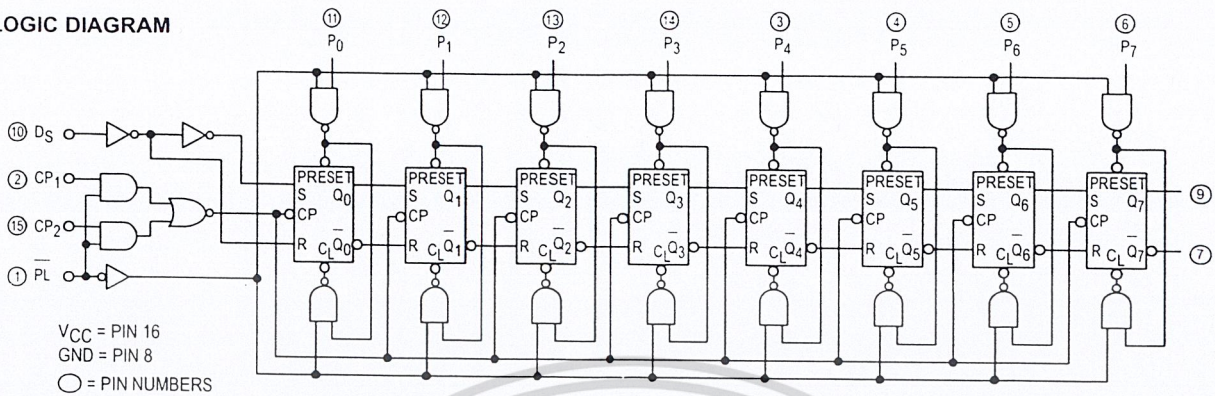 LOGIC DIAGRAM
11 12 13 14 3 4 5 6
P0 P1 P2 P3 P4 P5 P6 P7
10 DS
2 CP1
15 CP2
1 PL
PRESET PRESET PRESET PRESET PRESET PRESET PRESET PRESET
S Q0 S Q1 S Q2 S Q3 S Q4 S Q5 S Q6 S Q7 9
CP CP CP CP CP CP CP CP
R CL Q0 R CL Q1 R CL Q2 R CL Q3 R CL Q4 R CL Q5 R CL Q6 R CL Q7 7
VCC = PIN 16
GND = PIN 8
= PIN NUMBERS